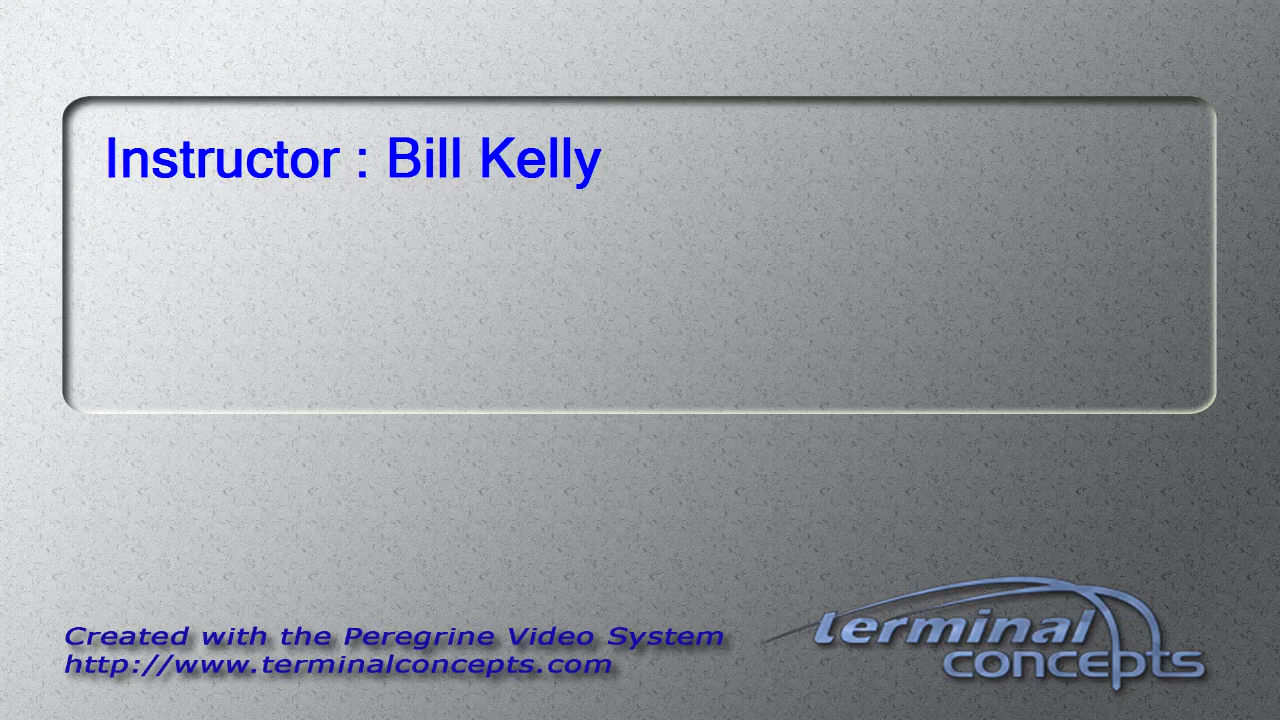 Instructor : Bill Kelly
Created with the Peregrine Video System
http://www.terminalconcepts.com
terminal
concepts